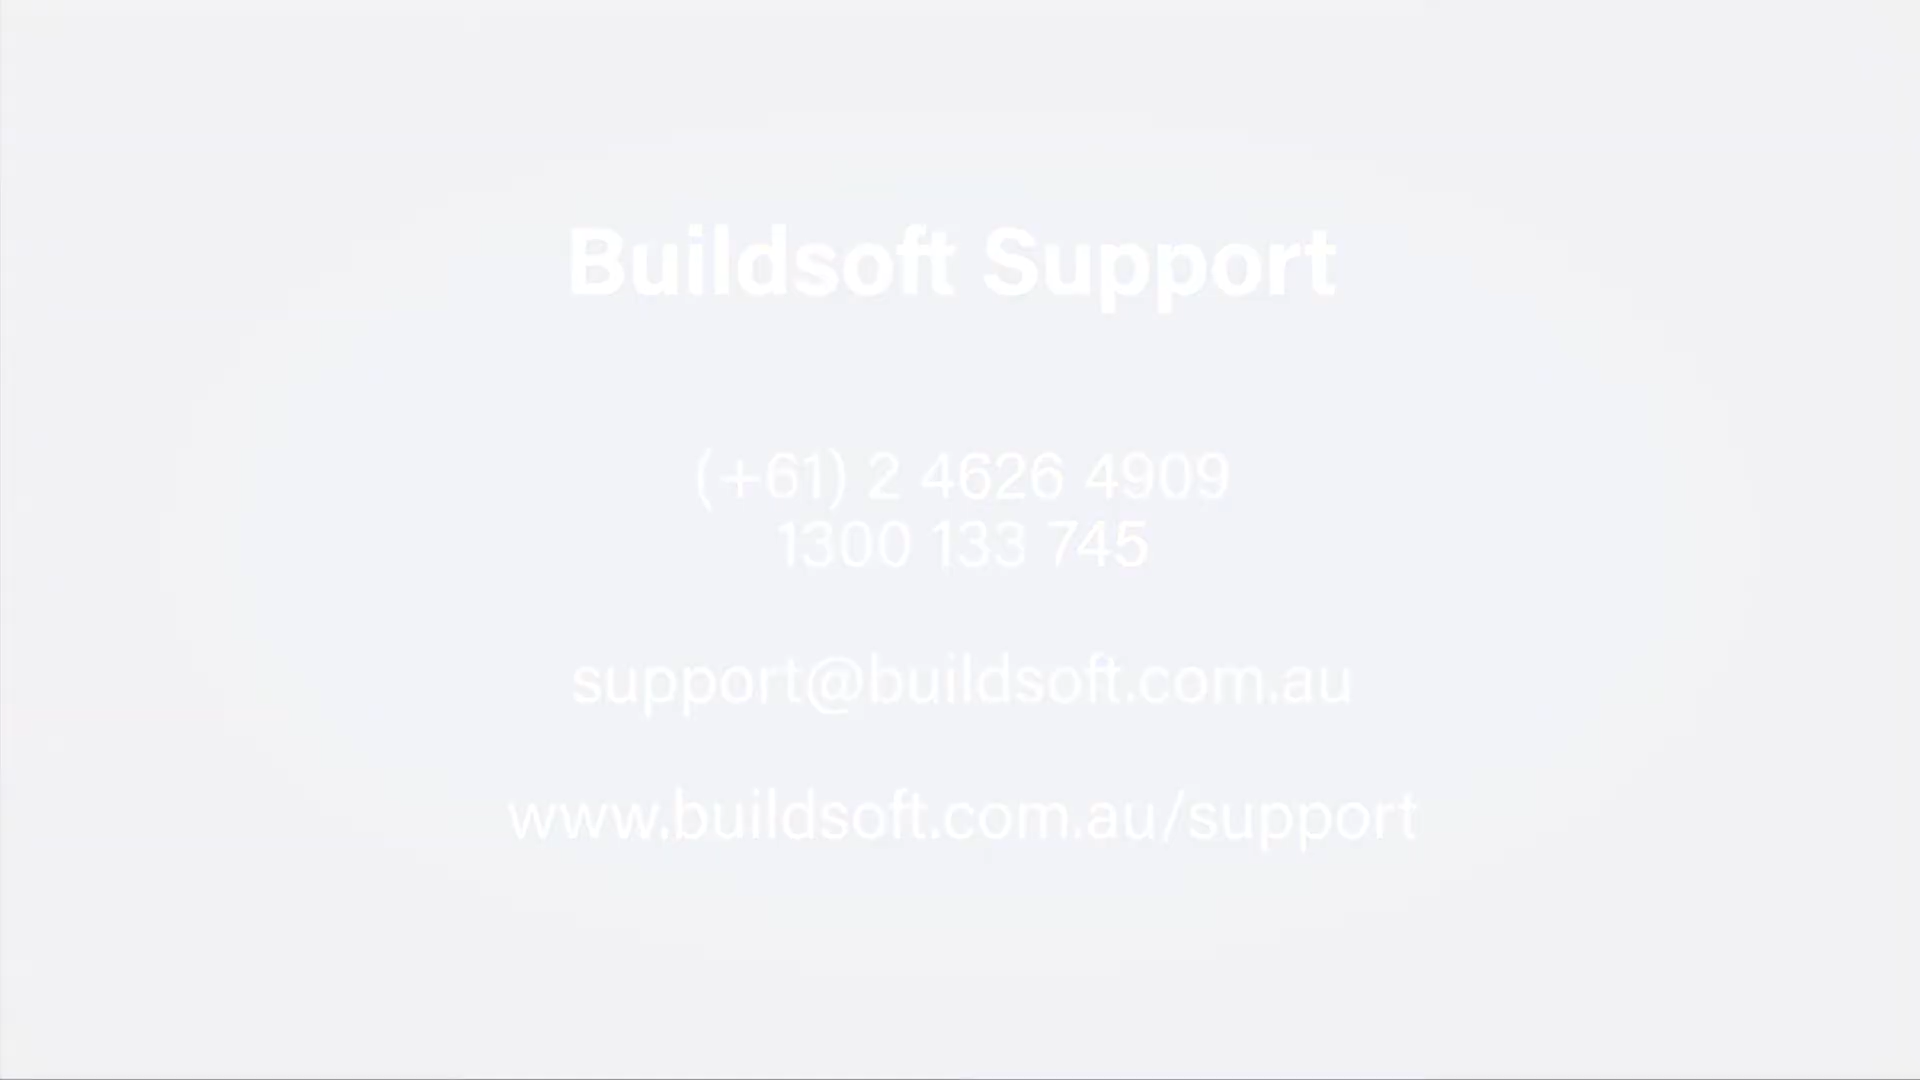 Buildsoft Support
(+61) 2 4626 4909
1300 133 745
support@buildsoft.com.au
www.buildsoft.com.au/support